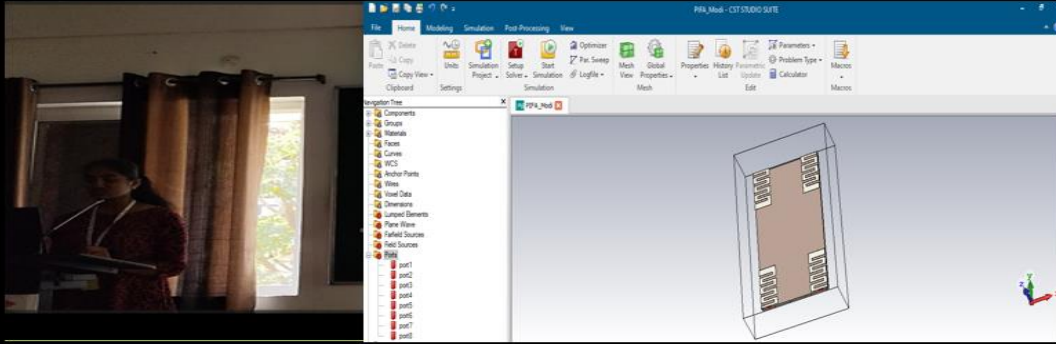 PIFA_Modi - CST STUDIO SUITE
File Home Modeling Simulation Post-Processing View
Paste
Delete
Copy
Copy View
Clipboard
Units
Settings
Simulation Project
Setup Solver
Start Simulation
Optimizer
Par. Sweep
Logfile
Simulation
Mesh View
Global Properties
Mesh
Properties
History List
Parametric Update
Parameters
Problem Type
Calculator
Edit
Macros
Macros
Navigation Tree
PIFA_Modi
Components
Groups
Materials
Faces
Curves
WCS
Anchor Points
Wires
Voxel Data
Dimensions
Lumped Elements
Plane Wave
Farfield Sources
Field Sources
Ports
port1
port2
port3
port4
port5
port6
port7
port8
y
z